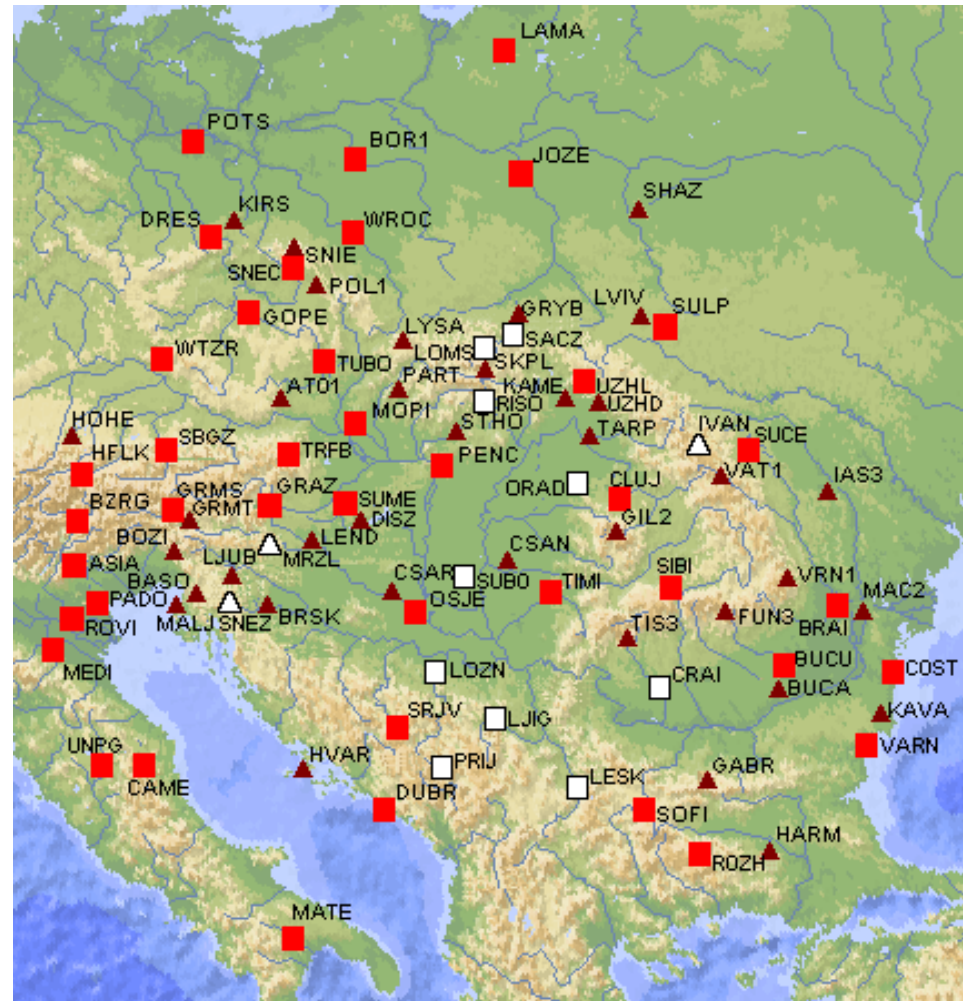 LAMA
POTS
BOR1
JOZE
SHAZ
KIRS
DRES
WROC
SNIE
SNEC
POL1
GOPE
GRYB
LVIV
SULP
LYSA
SACZ
LOMS
WTZR
TUBO
SKPL
PART
KAME
UZHL
AT01
RISO
UZHD
MOPI
HOHE
STHO
TARP
IVAN
SUCE
SBGZ
TRFB
PENC
HFLK
VAT1
IAS3
ORAD
CLUJ
GRMS
GRAZ
SUME
BZRG
GRMT
DISZ
GIL2
BOZI
LEND
LJUB
MRZL
CSAN
ASIA
BASO
CSAR
SUBO
TIMI
SIBI
VRN1
MAC2
PADO
OSJE
ROVI
MALJ
SNEZ
BRSK
TIS3
FUN3
BRAI
MEDI
LOZN
CRAI
BUCU
COST
BUCA
SRJV
LJIG
KAVA
UNPG
VARN
HVAR
PRIJ
LESK
GABR
CAME
DUBR
SOFI
HARM
ROZH
MATE